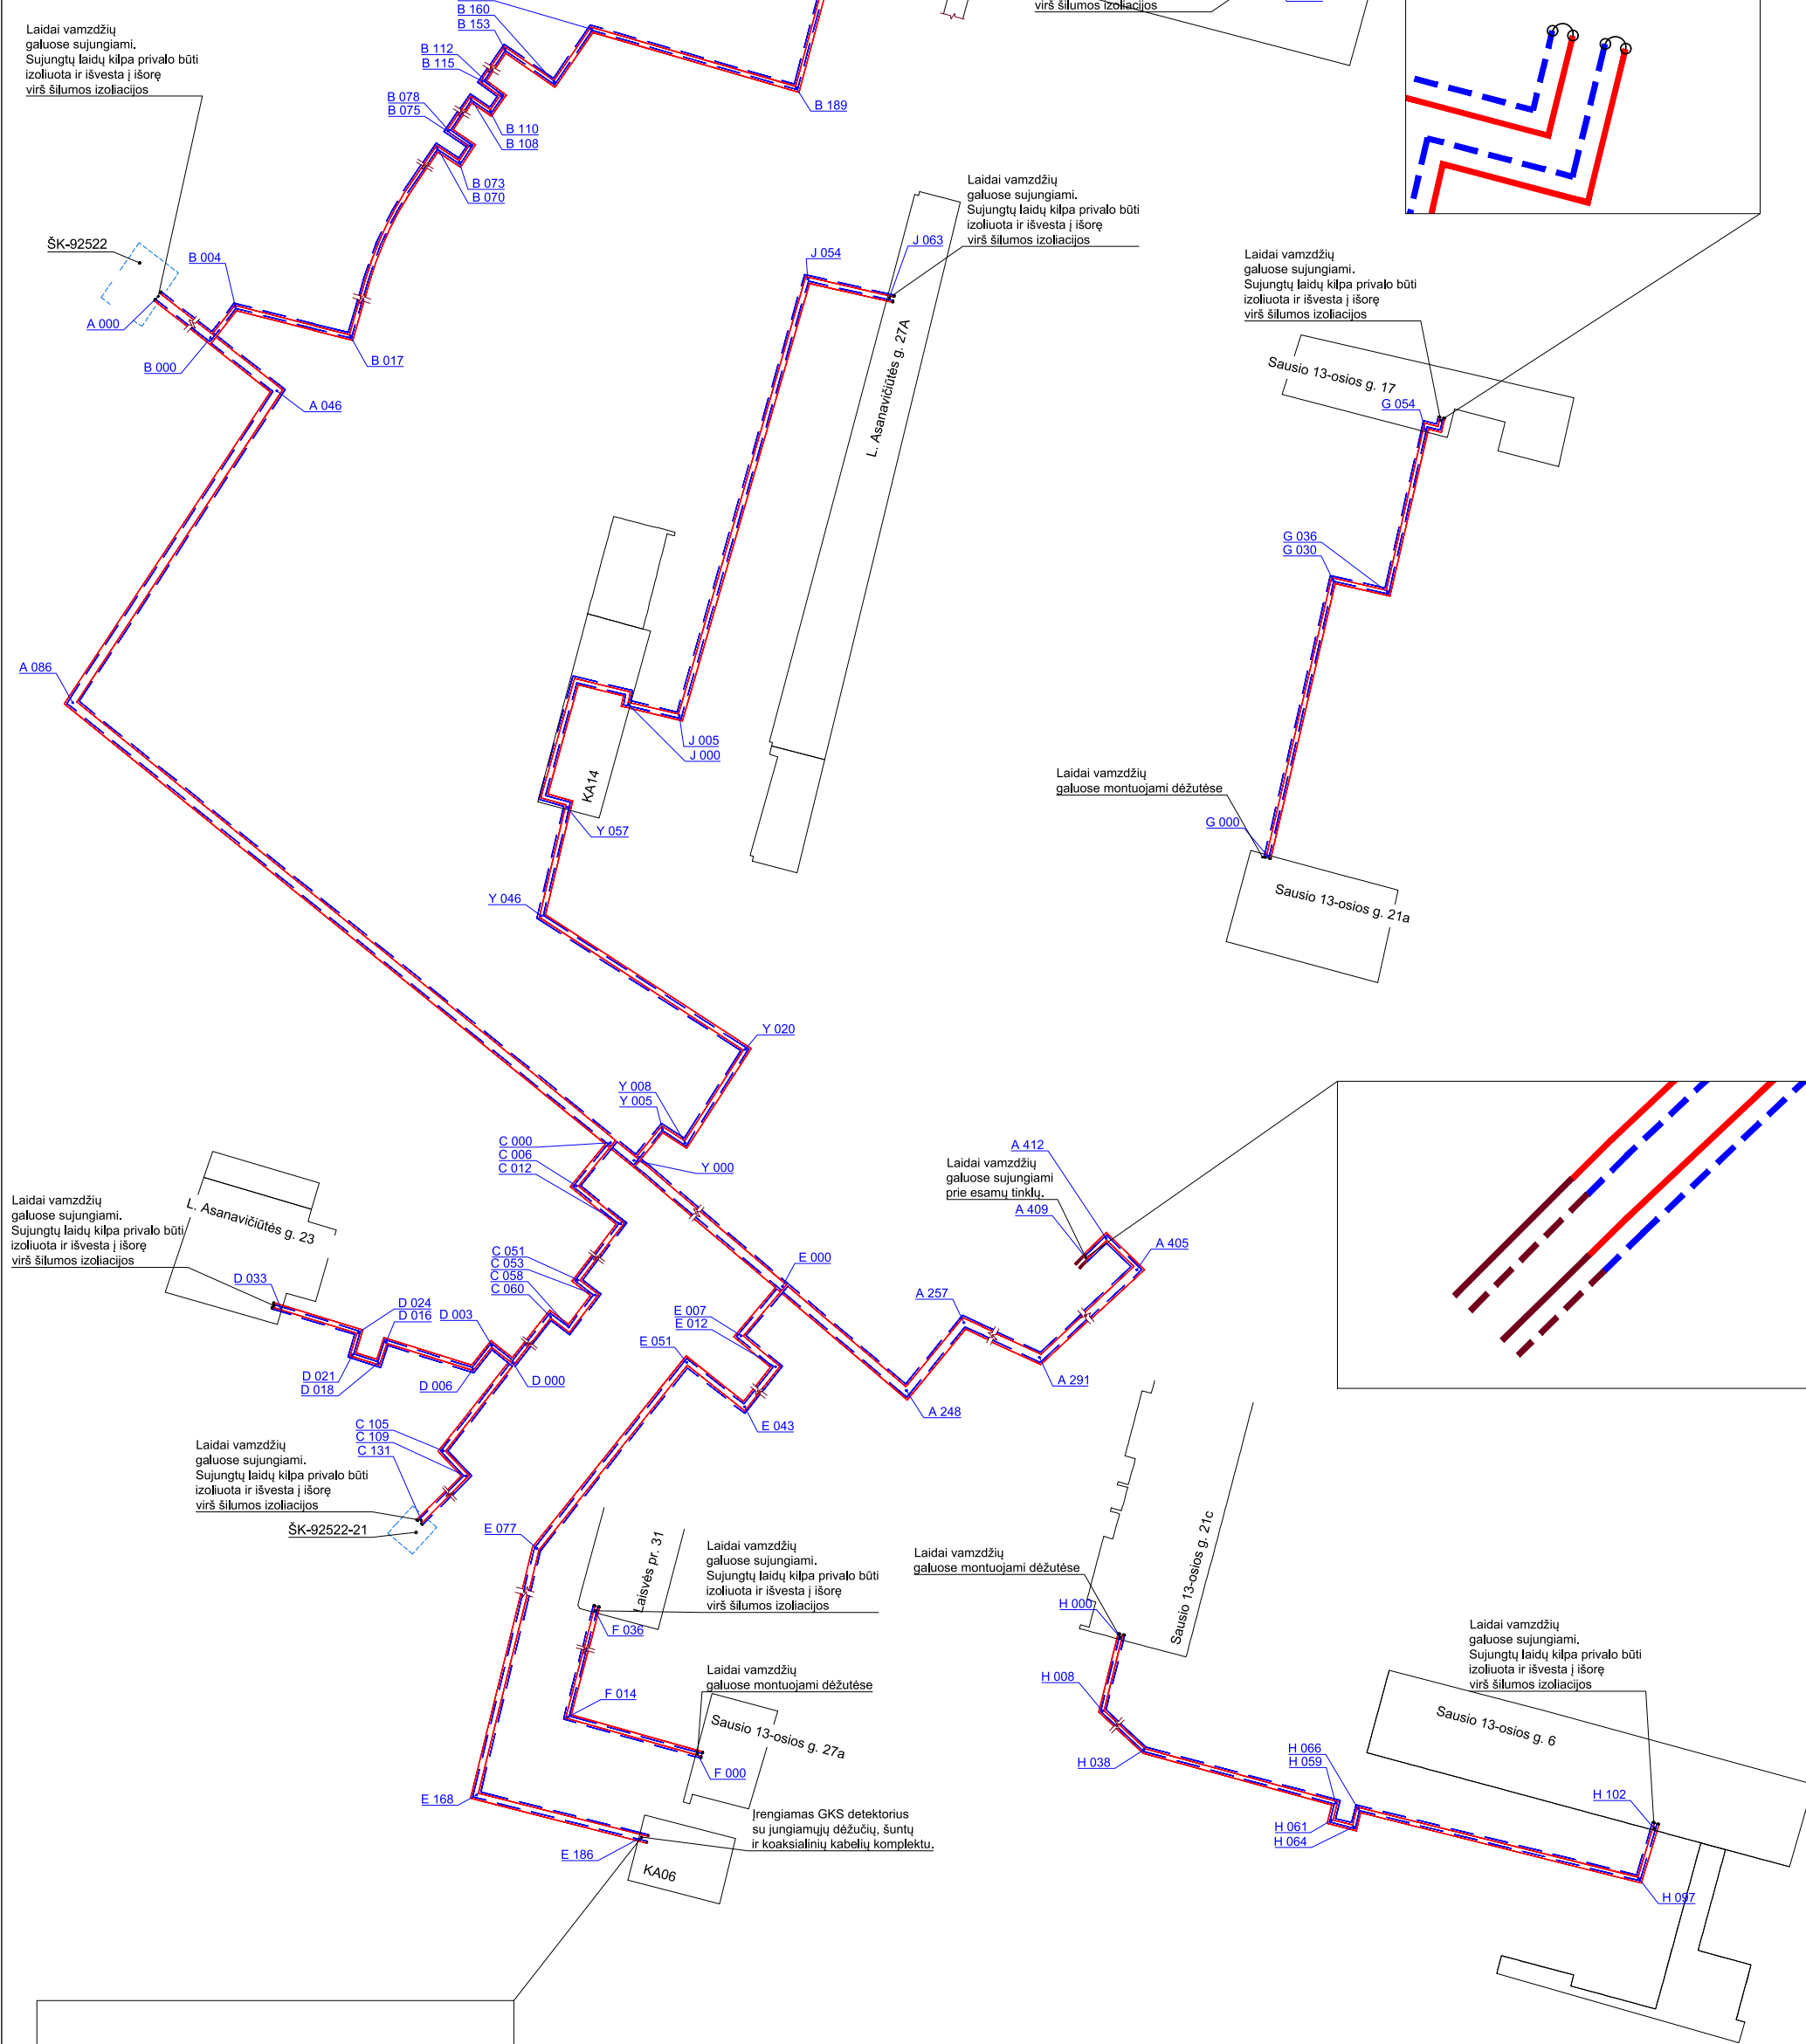 B 160
B 153
virš šilumos izoliacijos
Laidai vamzdžių
galuose sujungiami.
Sujungtų laidų kilpa privalo būti
izoliuota ir išvesta į išorę
virš šilumos izoliacijos
B 112
B 115
B 189
B 078
B 075
B 110
B 108
B 073
B 070
Laidai vamzdžių
galuose sujungiami.
Sujungtų laidų kilpa privalo būti
izoliuota ir išvesta į išorę
virš šilumos izoliacijos
ŠK-92522
B 004
J 054
J 063
Laidai vamzdžių
galuose sujungiami.
Sujungtų laidų kilpa privalo būti
izoliuota ir išvesta į išorę
virš šilumos izoliacijos
A 000
B 000
B 017
A 046
L. Asanavičiūtės g. 27A
Sausio 13-osios g. 17
G 054
G 036
G 030
A 086
J 005
J 000
KA14
Y 057
Laidai vamzdžių
galuose montuojami dėžutėse
G 000
Sausio 13-osios g. 21a
Y 046
Y 020
Y 008
Y 005
C 000
C 006
C 012
Y 000
A 412
Laidai vamzdžių
galuose sujungiami
prie esamų tinklų.
A 409
A 405
Laidai vamzdžių
galuose sujungiami.
Sujungtų laidų kilpa privalo būti
izoliuota ir išvesta į išorę
virš šilumos izoliacijos
L. Asanavičiūtės g. 23
D 033
C 051
C 053
C 058
C 060
E 000
A 257
D 024
D 016
D 003
E 007
E 012
E 051
D 021
D 018
D 006
D 000
A 291
A 248
E 043
C 105
C 109
C 131
Laidai vamzdžių
galuose sujungiami.
Sujungtų laidų kilpa privalo būti
izoliuota ir išvesta į išorę
virš šilumos izoliacijos
ŠK-92522-21
E 077
Laisvės pr. 31
Laidai vamzdžių
galuose sujungiami.
Sujungtų laidų kilpa privalo būti
izoliuota ir išvesta į išorę
virš šilumos izoliacijos
F 036
Laidai vamzdžių
galuose montuojami dėžutėse
Sausio 13-osios g. 21c
H 000
Laidai vamzdžių
galuose sujungiami.
Sujungtų laidų kilpa privalo būti
izoliuota ir išvesta į išorę
virš šilumos izoliacijos
Laidai vamzdžių
galuose montuojami dėžutėse
H 008
F 014
Sausio 13-osios g. 27a
Sausio 13-osios g. 6
H 038
H 066
H 059
F 000
E 168
H 102
Įrengiamas GKS detektorius
su jungiamųjų dėžučių, šuntų
ir koaksialinių kabelių komplektu.
H 061
H 064
E 186
KA06
H 097